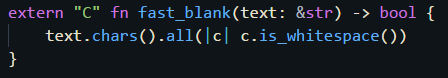 extern "C" fn fast_blank(text: &str) -> bool {
    text.chars().all(|c| c.is_whitespace())
}